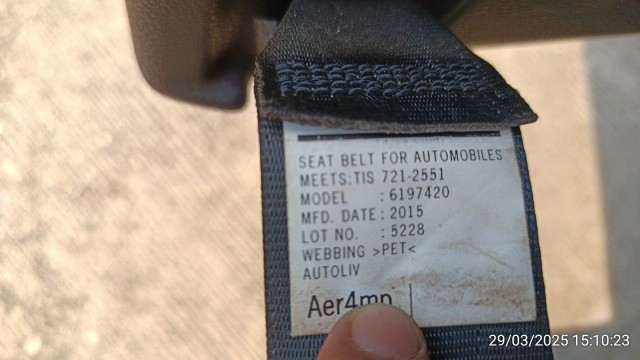 SEAT BELT FOR AUTOMOBILES
MEETS:TIS 721-2551
MODEL : 6197420
MFD. DATE : 2015
LOT NO. : 5228
WEBBING >PET<
AUTOLIV
Aer4mp
29/03/2025 15:10:23